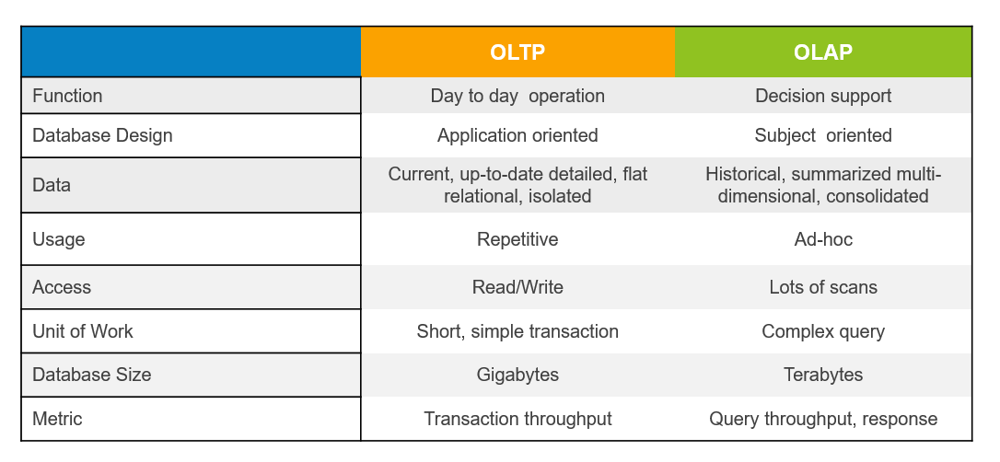 OLTP OLAP
Function Day to day operation Decision support
Database Design Application oriented Subject oriented
Data Current, up-to-date detailed, flat Historical, summarized multi-
relational, isolated dimensional, consolidated
Usage Repetitive Ad-hoc
Access Read/Write Lots of scans
Unit of Work Short, simple transaction Complex query
Database Size Gigabytes Terabytes
Metric Transaction throughput Query throughput, response